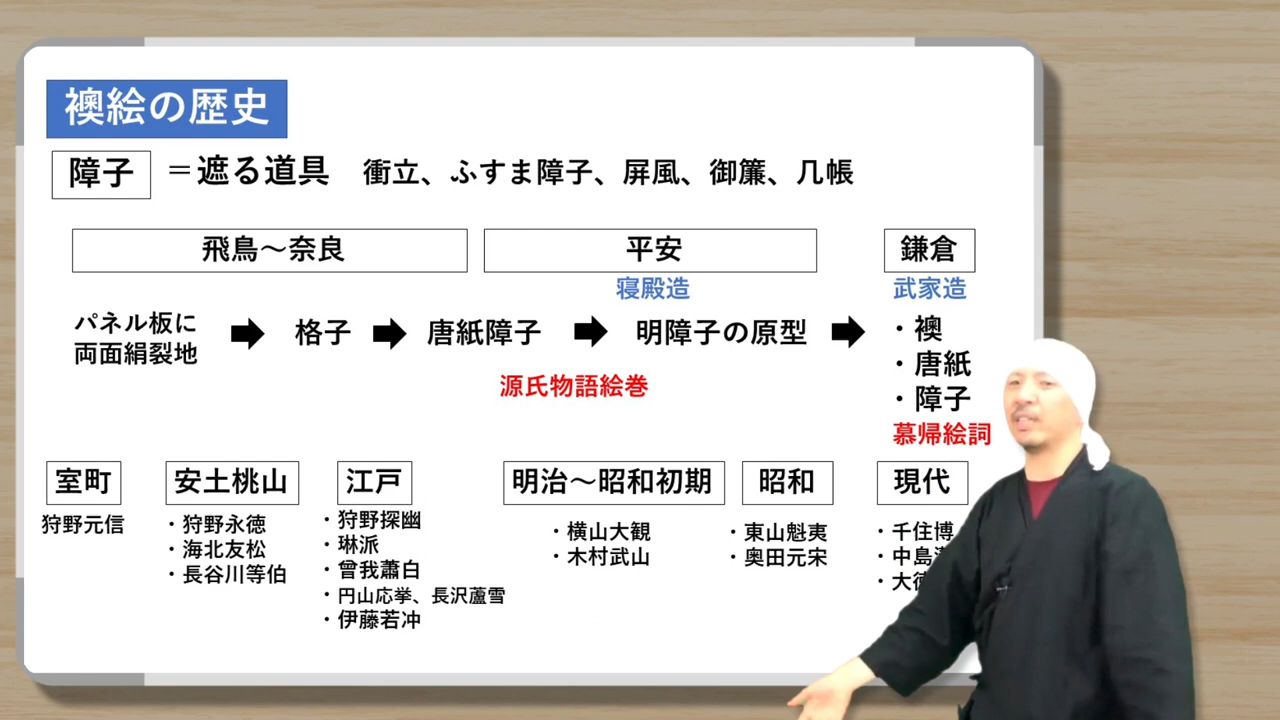 襖絵の歴史
障子 ＝遮る道具 衝立、ふすま障子、屏風、御簾、几帳
飛鳥〜奈良 平安 鎌倉
寝殿造 武家造
パネル板に
両面絹裂地
➡ 格子 ➡ 唐紙障子 ➡ 明障子の原型 ➡
・襖
・唐紙
・障子
源氏物語絵巻
慕帰絵詞
室町
狩野元信
安土桃山
・狩野永徳
・海北友松
・長谷川等伯
江戸
・狩野探幽
・琳派
・曾我蕭白
・円山応挙、長沢蘆雪
・伊藤若冲
明治〜昭和初期
・横山大観
・木村武山
昭和
・東山魁夷
・奥田元宋
現代
・千住博
・中島
・大